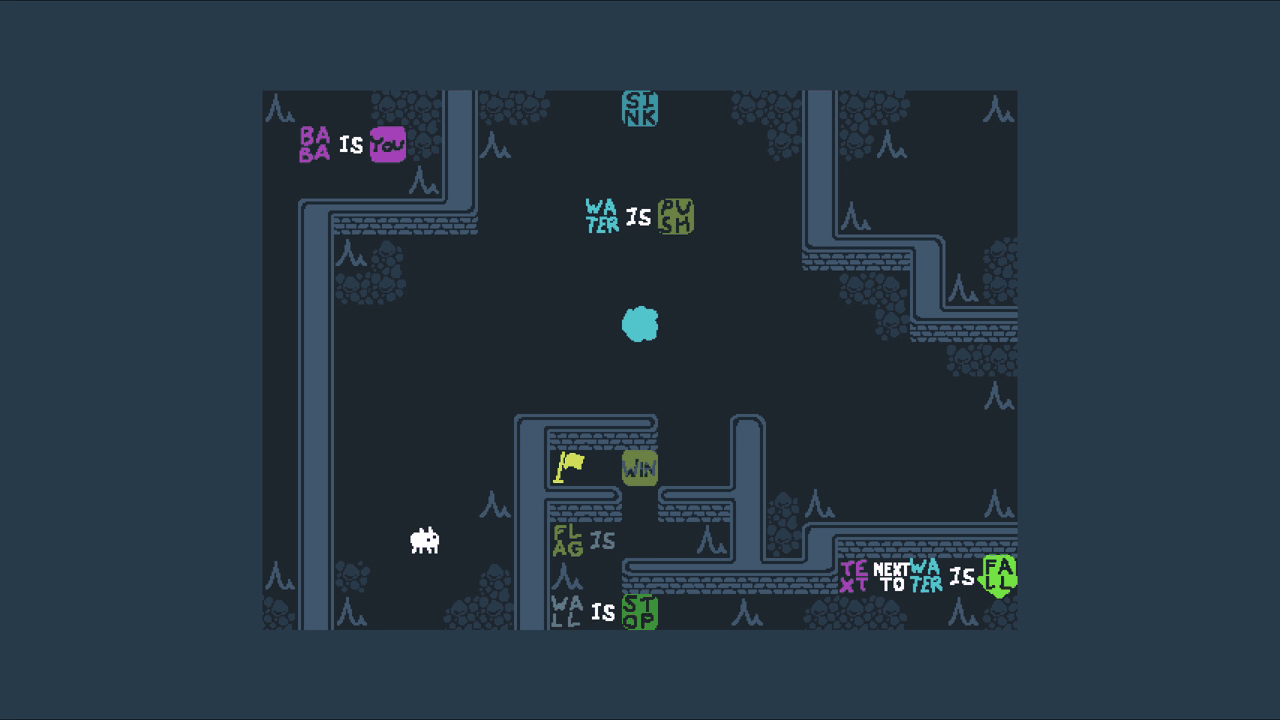 SINK
BABA IS YOU
WATER IS PUSH
WIN
FLAG IS
TEXT NEXT TO WATER IS FALL
WALL IS STOP